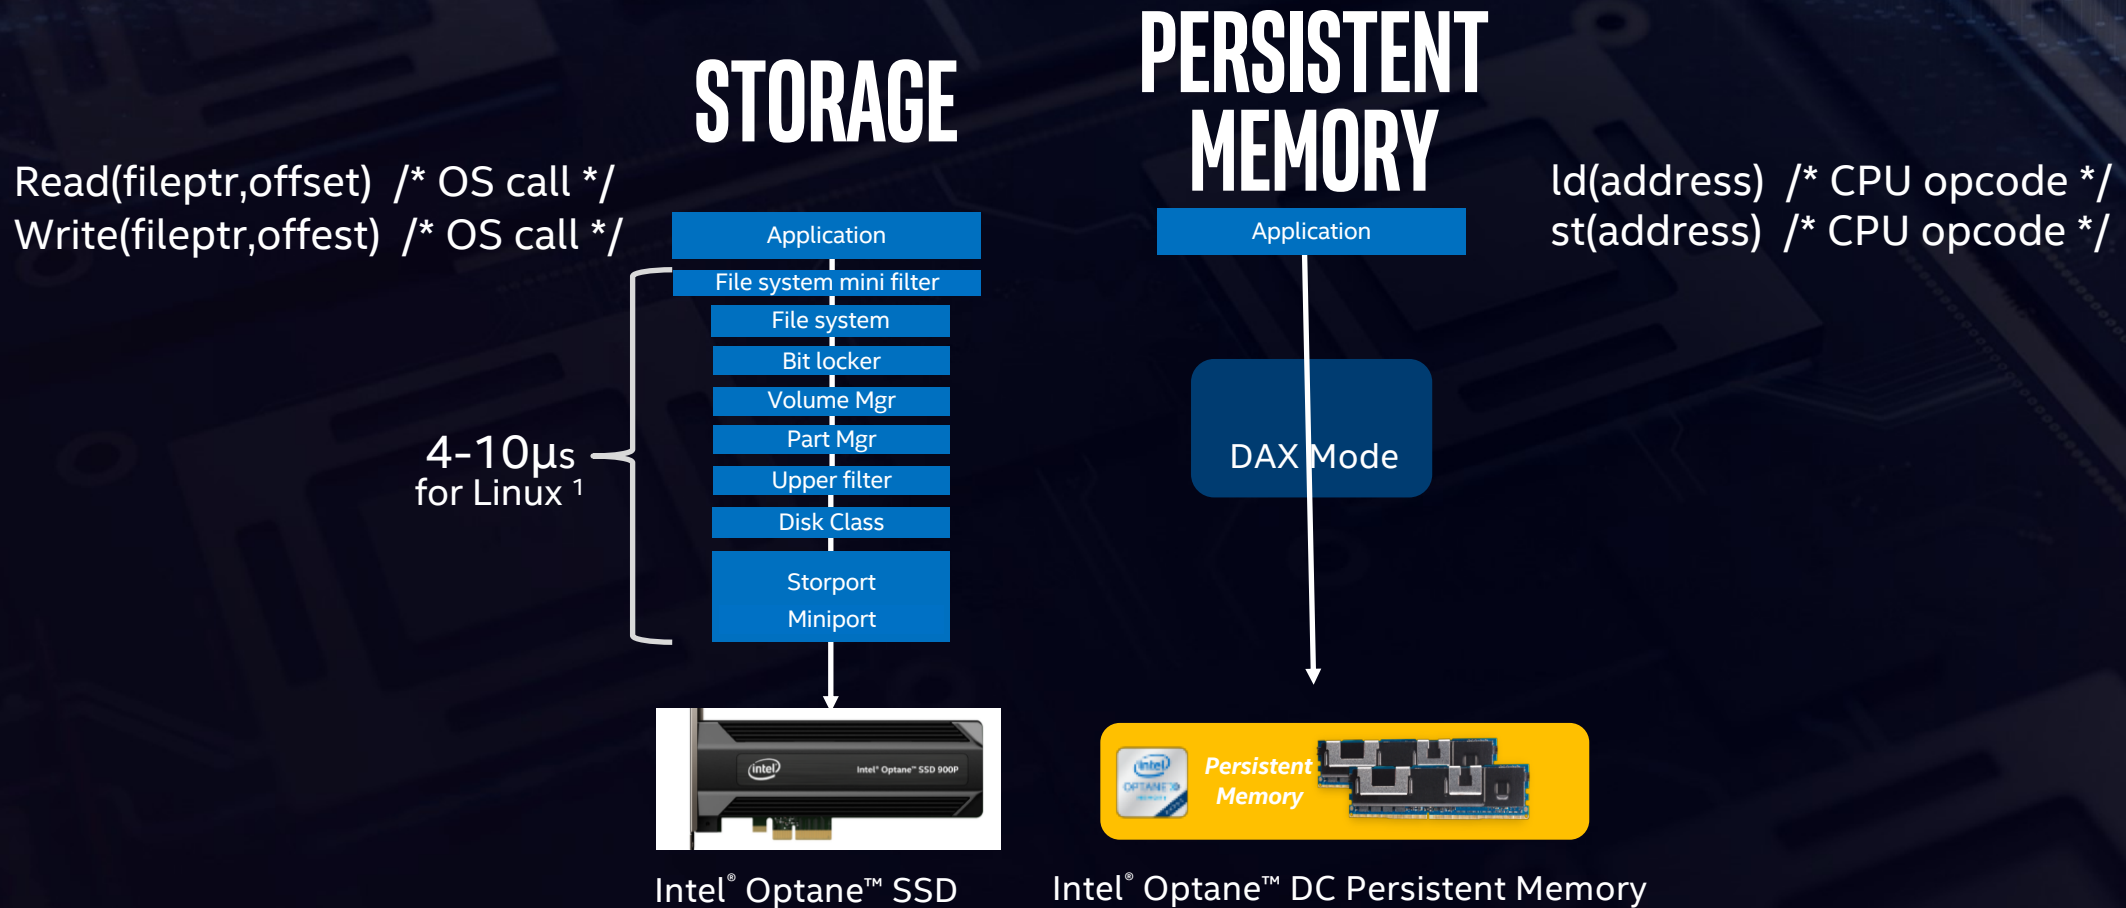 STORAGE
PERSISTENT
MEMORY
Read(fileptr,offset) /* OS call */
Write(fileptr,offest) /* OS call */
ld(address) /* CPU opcode */
st(address) /* CPU opcode */
Application
File system mini filter
File system
Bit locker
Volume Mgr
Part Mgr
Upper filter
Disk Class
Storport
Miniport
4-10µs
for Linux ¹
Application
DAX Mode
intel
Intel® Optane™ SSD 900P
Intel® Optane™ SSD
intel
OPTANE DC
Persistent
Memory
Intel® Optane™ DC Persistent Memory